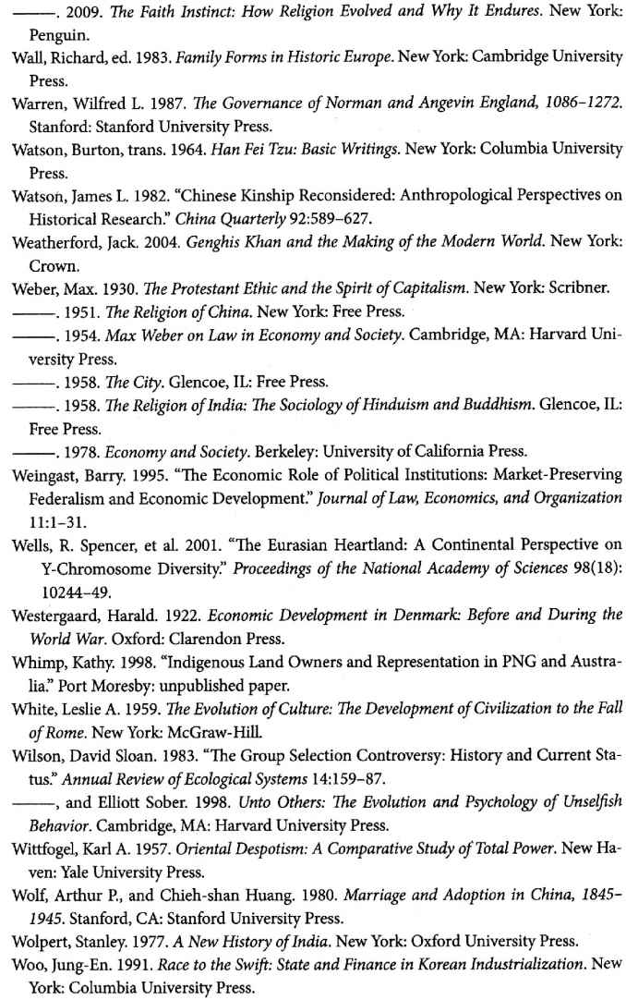 ———. 2009. The Faith Instinct: How Religion Evolved and Why It Endures. New York:
Penguin.
Wall, Richard, ed. 1983. Family Forms in Historic Europe. New York: Cambridge University
Press.
Warren, Wilfred L. 1987. The Governance of Norman and Angevin England, 1086–1272.
Stanford: Stanford University Press.
Watson, Burton, trans. 1964. Han Fei Tzu: Basic Writings. New York: Columbia University
Press.
Watson, James L. 1982. “Chinese Kinship Reconsidered: Anthropological Perspectives on
Historical Research.” China Quarterly 92:589–627.
Weatherford, Jack. 2004. Genghis Khan and the Making of the Modern World. New York:
Crown.
Weber, Max. 1930. The Protestant Ethic and the Spirit of Capitalism. New York: Scribner.
———. 1951. The Religion of China. New York: Free Press.
———. 1954. Max Weber on Law in Economy and Society. Cambridge, MA: Harvard Uni-
versity Press.
———. 1958. The City. Glencoe, IL: Free Press.
———. 1958. The Religion of India: The Sociology of Hinduism and Buddhism. Glencoe, IL:
Free Press.
———. 1978. Economy and Society. Berkeley: University of California Press.
Weingast, Barry. 1995. “The Economic Role of Political Institutions: Market-Preserving
Federalism and Economic Development.” Journal of Law, Economics, and Organization
11:1–31.
Wells, R. Spencer, et al. 2001. “The Eurasian Heartland: A Continental Perspective on
Y-Chromosome Diversity.” Proceedings of the National Academy of Sciences 98(18):
10244–49.
Westergaard, Harald. 1922. Economic Development in Denmark: Before and During the
World War. Oxford: Clarendon Press.
Whimp, Kathy. 1998. “Indigenous Land Owners and Representation in PNG and Austra-
lia.” Port Moresby: unpublished paper.
White, Leslie A. 1959. The Evolution of Culture: The Development of Civilization to the Fall
of Rome. New York: McGraw-Hill.
Wilson, David Sloan. 1983. “The Group Selection Controversy: History and Current Sta-
tus.” Annual Review of Ecological Systems 14:159–87.
———, and Elliott Sober. 1998. Unto Others: The Evolution and Psychology of Unselfish
Behavior. Cambridge, MA: Harvard University Press.
Wittfogel, Karl A. 1957. Oriental Despotism: A Comparative Study of Total Power. New Ha-
ven: Yale University Press.
Wolf, Arthur P., and Chieh-shan Huang. 1980. Marriage and Adoption in China, 1845–
1945. Stanford, CA: Stanford University Press.
Wolpert, Stanley. 1977. A New History of India. New York: Oxford University Press.
Woo, Jung-En. 1991. Race to the Swift: State and Finance in Korean Industrialization. New
York: Columbia University Press.